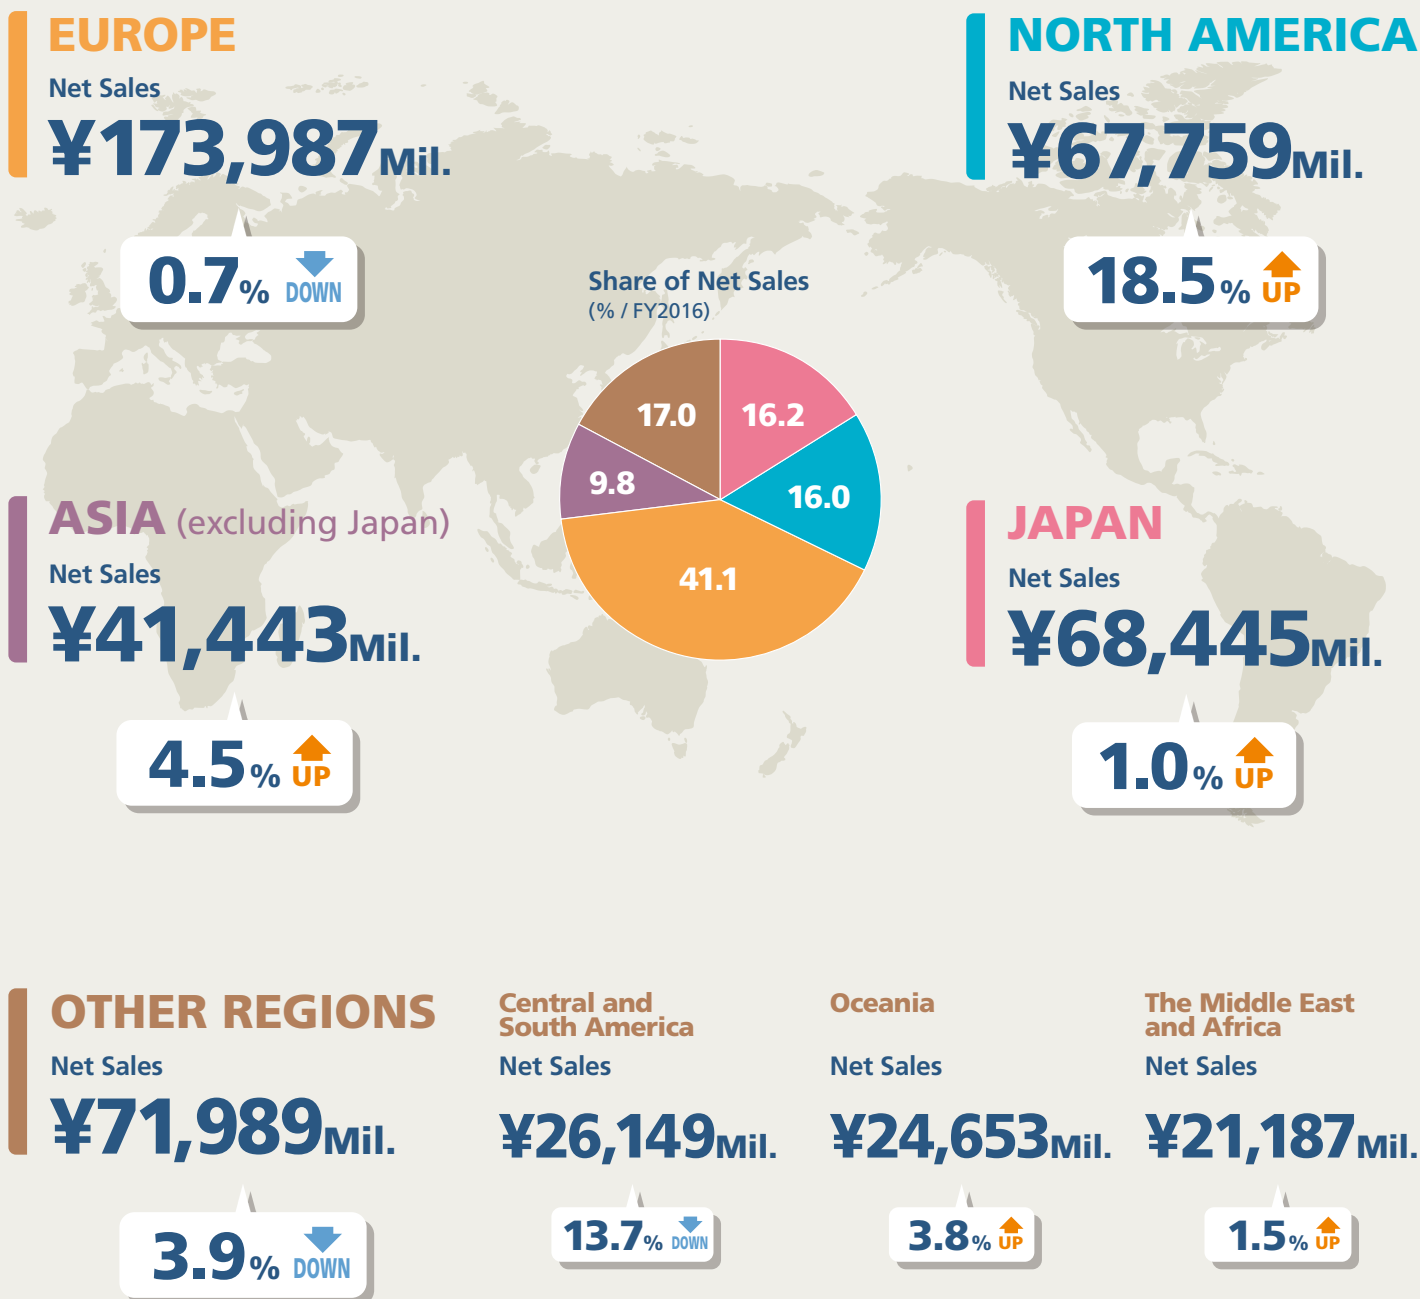 EUROPE
Net Sales
¥173,987Mil.
0.7% DOWN
NORTH AMERICA
Net Sales
¥67,759Mil.
18.5% UP
Share of Net Sales
(% / FY2016)
17.0
16.2
9.8
16.0
41.1
ASIA (excluding Japan)
Net Sales
¥41,443Mil.
4.5% UP
JAPAN
Net Sales
¥68,445Mil.
1.0% UP
OTHER REGIONS
Net Sales
¥71,989Mil.
3.9% DOWN
Central and
South America
Net Sales
¥26,149Mil.
13.7% DOWN
Oceania
Net Sales
¥24,653Mil.
3.8% UP
The Middle East
and Africa
Net Sales
¥21,187Mil.
1.5% UP